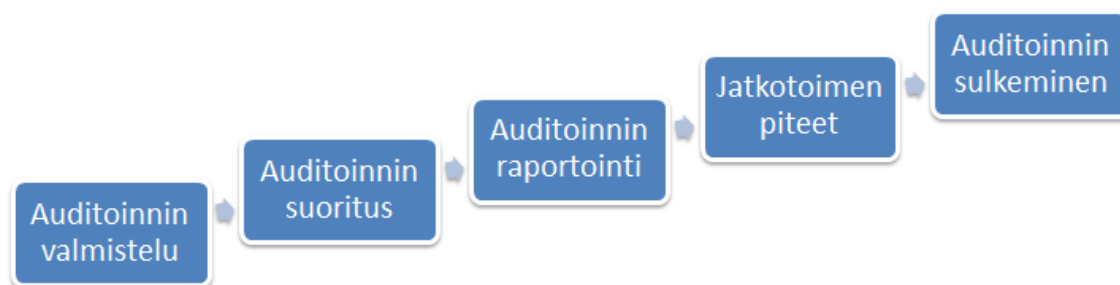 Auditoinnin
valmistelu
Auditoinnin
suoritus
Auditoinnin
raportointi
Jatkotoimen
piteet
Auditoinnin
sulkeminen